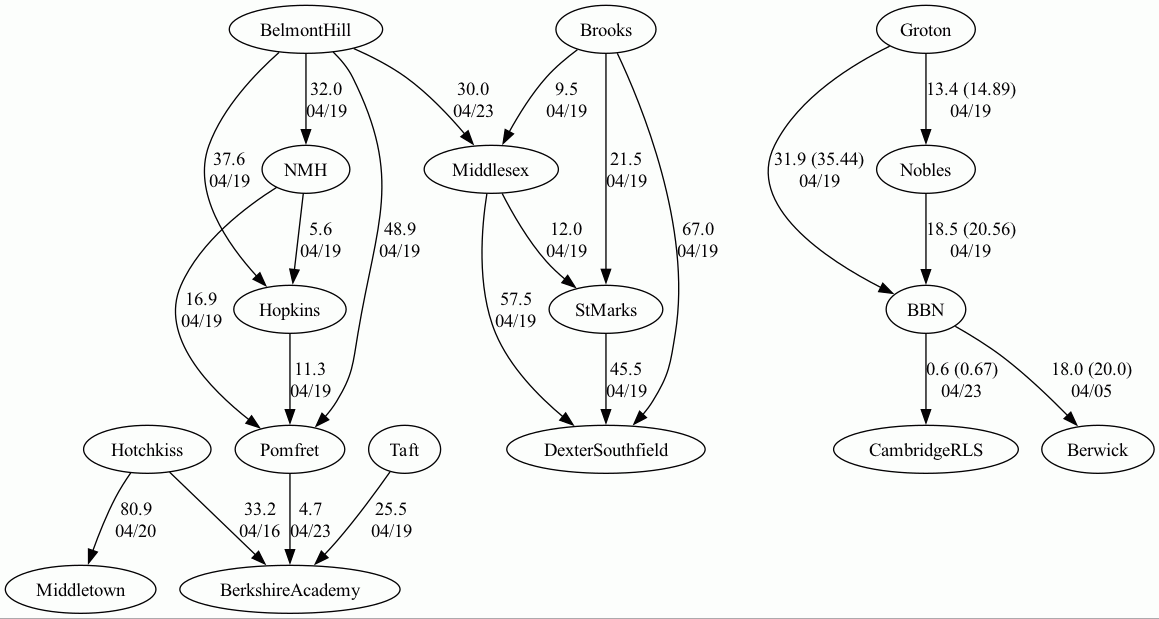 BelmontHill
Brooks
Groton
32.0
04/19
30.0
04/23
9.5
04/19
13.4 (14.89)
04/19
37.6
04/19
NMH
Middlesex
21.5
04/19
31.9 (35.44)
04/19
Nobles
5.6
04/19
48.9
04/19
12.0
04/19
67.0
04/19
18.5 (20.56)
04/19
16.9
04/19
Hopkins
57.5
04/19
StMarks
BBN
11.3
04/19
45.5
04/19
0.6 (0.67)
04/23
18.0 (20.0)
04/05
Hotchkiss
Pomfret
Taft
DexterSouthfield
CambridgeRLS
Berwick
80.9
04/20
33.2
04/16
4.7
04/23
25.5
04/19
Middletown
BerkshireAcademy